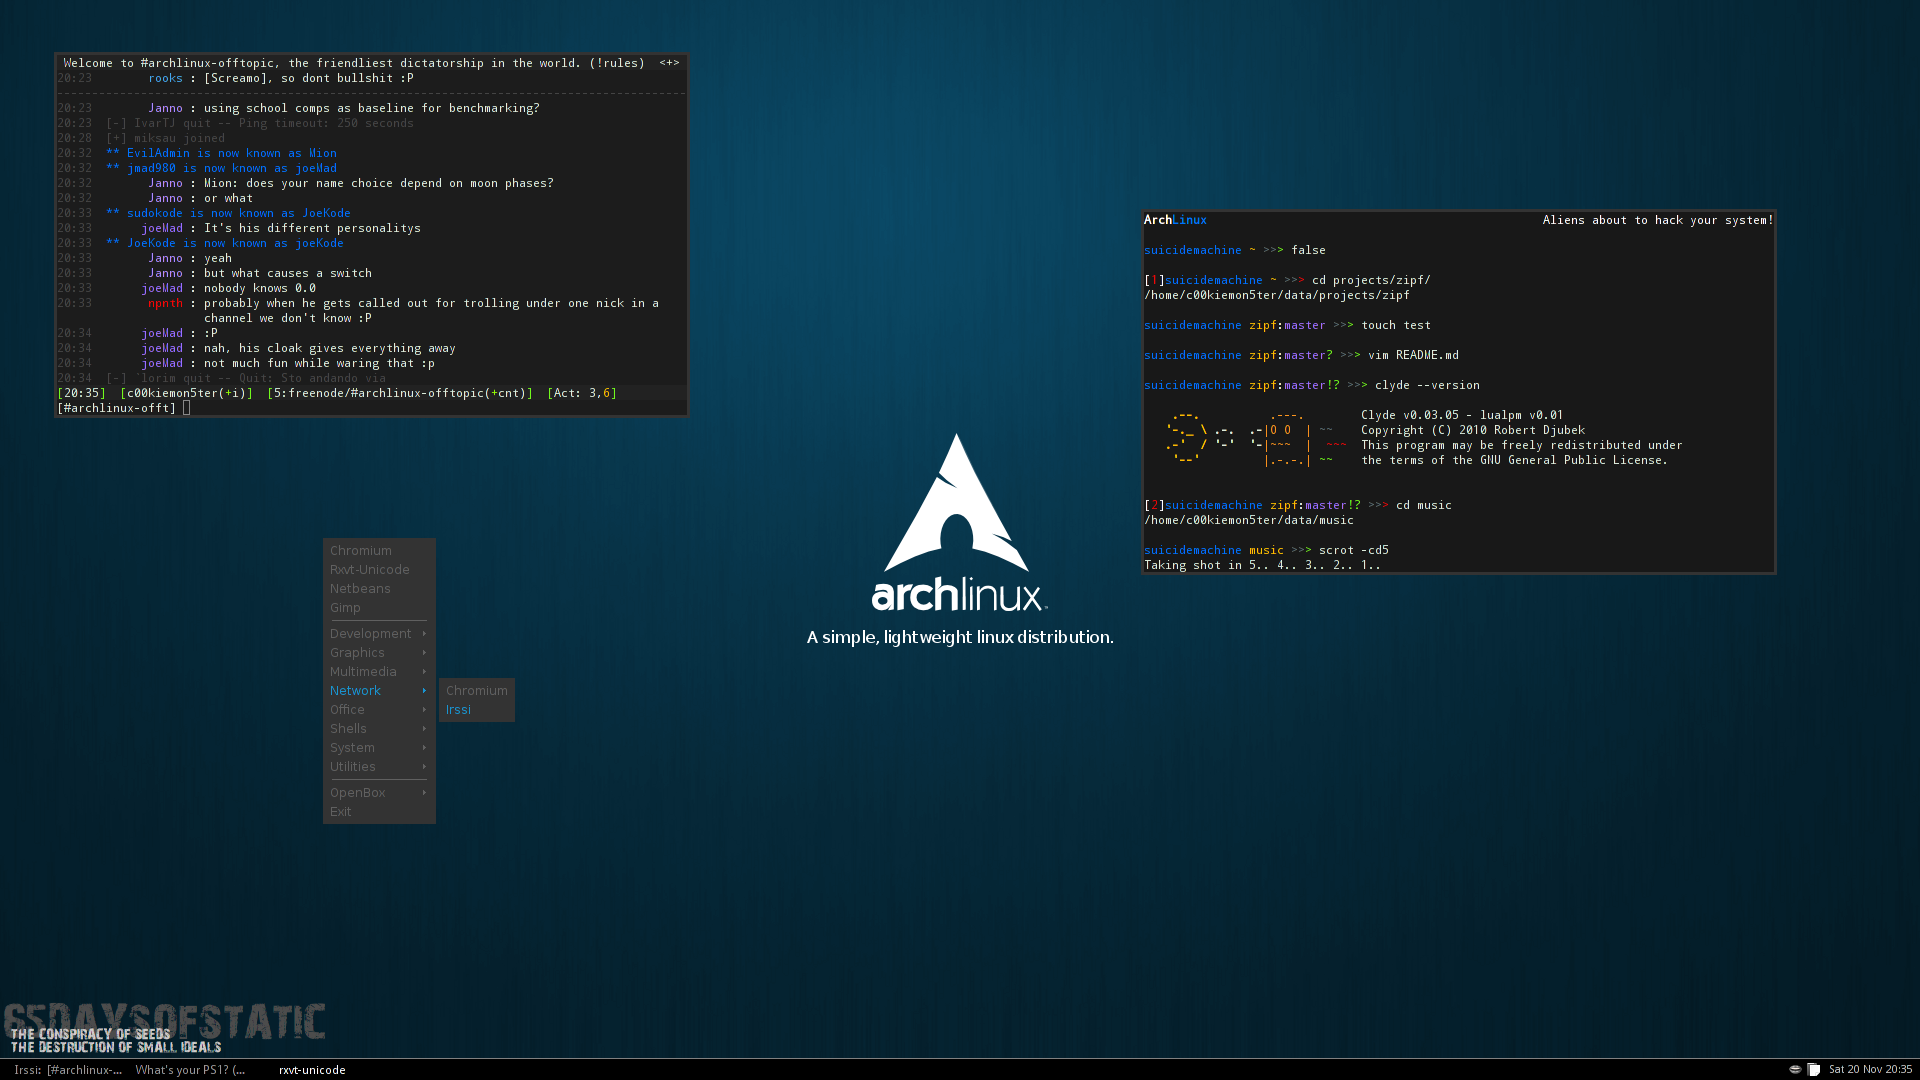 Welcome to #archlinux-offtopic, the friendliest dictatorship in the world. (!rules) <+>
20:23 rooks : [Screamo], so dont bullshit :P
20:23 Janno : using school comps as baseline for benchmarking?
20:23 [-] IvarTJ quit -- Ping timeout: 250 seconds
20:28 [+] miksau joined
20:32 ** EvilAdmin is now known as Mion
20:32 ** jmad980 is now known as joeMad
20:32 Janno : Mion: does your name choice depend on moon phases?
20:32 Janno : or what
20:33 ** sudokode is now known as JoeKode
20:33 joeMad : It's his different personalitys
20:33 ** JoeKode is now known as joeKode
20:33 Janno : yeah
20:33 Janno : but what causes a switch
20:33 joeMad : nobody knows 0.0
20:33 npnth : probably when he gets called out for trolling under one nick in a
channel we don't know :P
20:34 joeMad : :P
20:34 joeMad : nah, his cloak gives everything away
20:34 joeMad : not much fun while waring that :p
20:34 [-] `lorim quit -- Quit: Sto andando via
[20:35] [c00kiemon5ter(+i)] [5:freenode/#archlinux-offtopic(+cnt)] [Act: 3,6]
[#archlinux-offt]
ArchLinux Aliens about to hack your system!
suicidemachine ~ >>> false
[1]suicidemachine ~ >>> cd projects/zipf/
/home/c00kiemon5ter/data/projects/zipf
suicidemachine zipf:master >>> touch test
suicidemachine zipf:master? >>> vim README.md
suicidemachine zipf:master!? >>> clyde --version
Clyde v0.03.05 - lualpm v0.01
Copyright (C) 2010 Robert Djubek
This program may be freely redistributed under
the terms of the GNU General Public License.
[2]suicidemachine zipf:master!? >>> cd music
/home/c00kiemon5ter/data/music
suicidemachine music >>> scrot -cd5
Taking shot in 5.. 4.. 3.. 2.. 1..
archlinux™
A simple, lightweight linux distribution.
Chromium
Rxvt-Unicode
Netbeans
Gimp
Development
Graphics
Multimedia
Network
Office
Shells
System
Utilities
OpenBox
Exit
Chromium
Irssi
65DAYSOFSTATIC
THE CONSPIRACY OF SEEDS
THE DESTRUCTION OF SMALL IDEALS
Irssi: [#archlinux-... What's your PS1? (... rxvt-unicode Sat 20 Nov 20:35